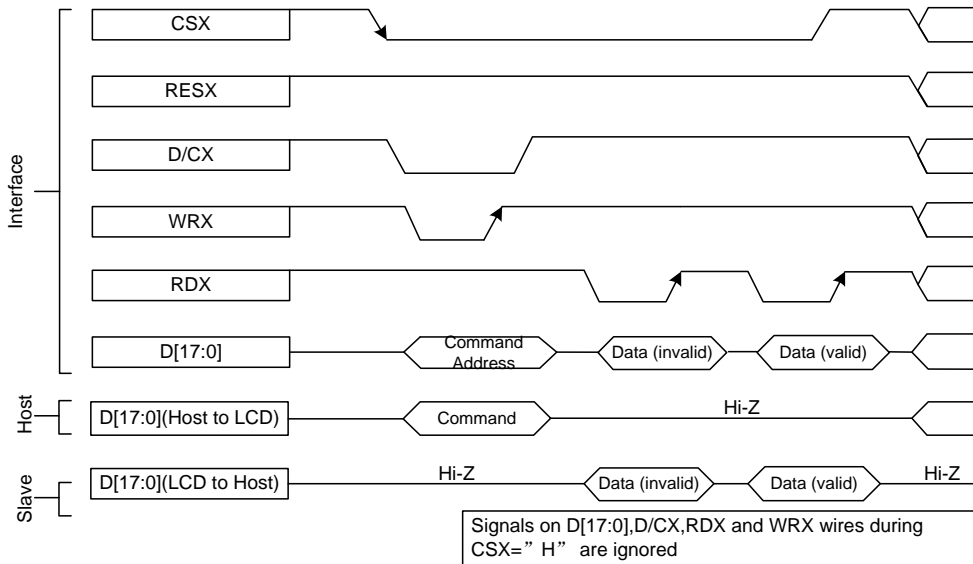 CSX
RESX
D/CX
WRX
RDX
D[17:0]
Command
Address
Data (invalid)
Data (valid)
Interface
D[17:0](Host to LCD)
Command
Hi-Z
Host
D[17:0](LCD to Host)
Hi-Z
Data (invalid)
Data (valid)
Hi-Z
Slave
Signals on D[17:0],D/CX,RDX and WRX wires during
CSX=”H” are ignored